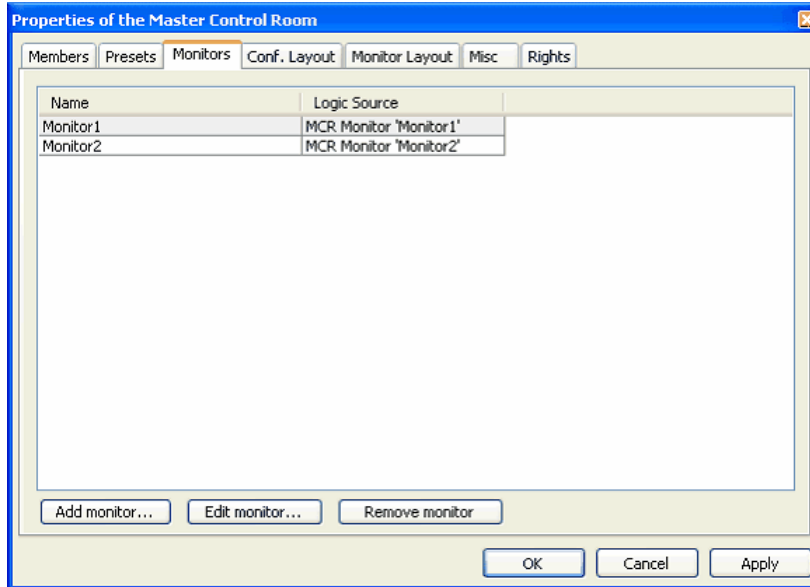 Properties of the Master Control Room
Members Presets Monitors Conf. Layout Monitor Layout Misc Rights
Name Logic Source
Monitor1 MCR Monitor 'Monitor1'
Monitor2 MCR Monitor 'Monitor2'
Add monitor... Edit monitor... Remove monitor
OK Cancel Apply